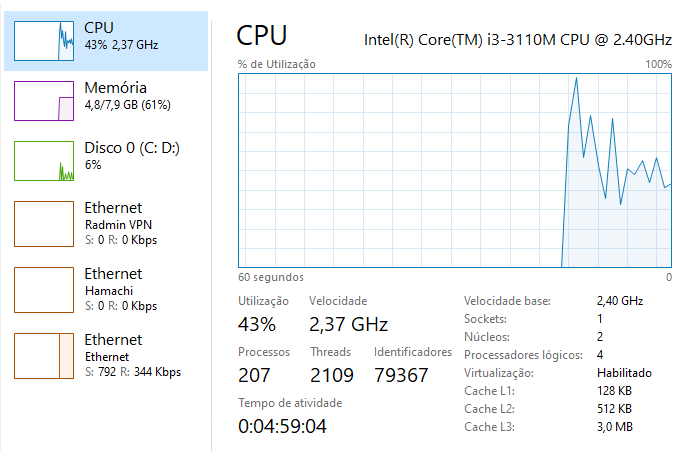 CPU
43% 2,37 GHz
Memória
4,8/7,9 GB (61%)
Disco 0 (C: D:)
6%
Ethernet
Radmin VPN
S: 0 R: 0 Kbps
Ethernet
Hamachi
S: 0 R: 0 Kbps
Ethernet
Ethernet
S: 792 R: 344 Kbps
CPU Intel(R) Core(TM) i3-3110M CPU @ 2.40GHz
% de Utilização 100%
60 segundos 0
Utilização Velocidade
43% 2,37 GHz
Processos Threads Identificadores
207 2109 79367
Tempo de atividade
0:04:59:04
Velocidade base: 2,40 GHz
Sockets: 1
Núcleos: 2
Processadores lógicos: 4
Virtualização: Habilitado
Cache L1: 128 KB
Cache L2: 512 KB
Cache L3: 3,0 MB